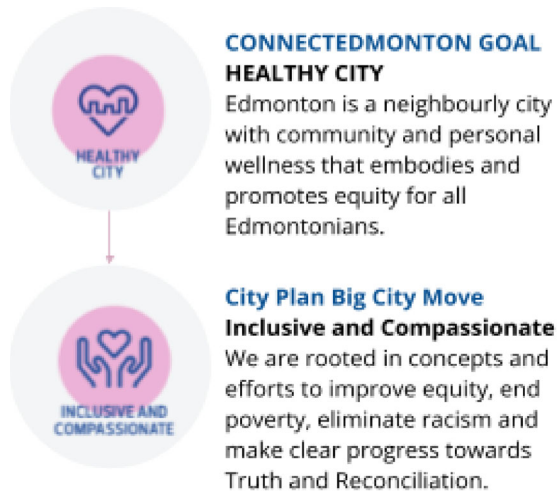 HEALTHY
CITY
CONNECTEDMONTON GOAL
HEALTHY CITY
Edmonton is a neighbourly city
with community and personal
wellness that embodies and
promotes equity for all
Edmontonians.
INCLUSIVE AND
COMPASSIONATE
City Plan Big City Move
Inclusive and Compassionate
We are rooted in concepts and
efforts to improve equity, end
poverty, eliminate racism and
make clear progress towards
Truth and Reconciliation.